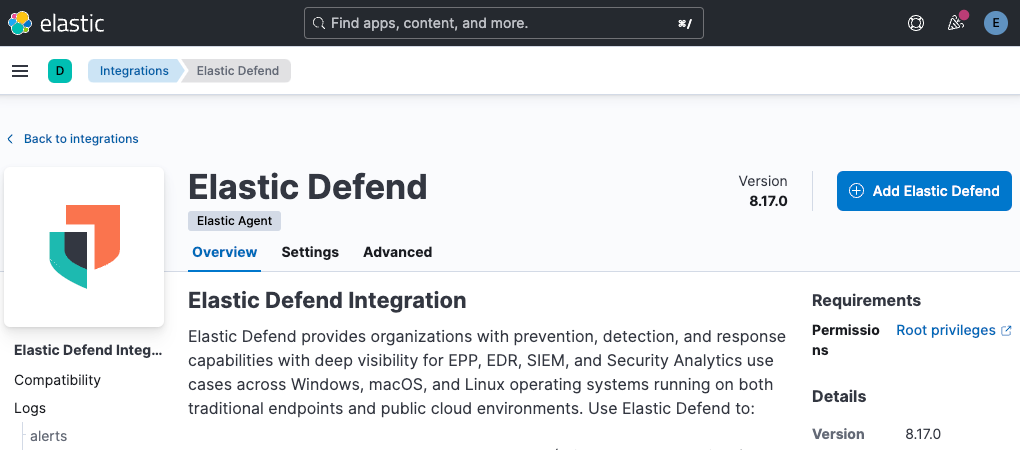 elastic
Find apps, content, and more.
⌘/
E
D
Integrations
Elastic Defend
Back to integrations
Elastic Defend
Elastic Agent
Version
8.17.0
Add Elastic Defend
Overview
Settings
Advanced
Elastic Defend Integ...
Compatibility
Logs
alerts
Elastic Defend Integration
Elastic Defend provides organizations with prevention, detection, and response
capabilities with deep visibility for EPP, EDR, SIEM, and Security Analytics use
cases across Windows, macOS, and Linux operating systems running on both
traditional endpoints and public cloud environments. Use Elastic Defend to:
Requirements
Permissio
ns
Root privileges
Details
Version
8.17.0